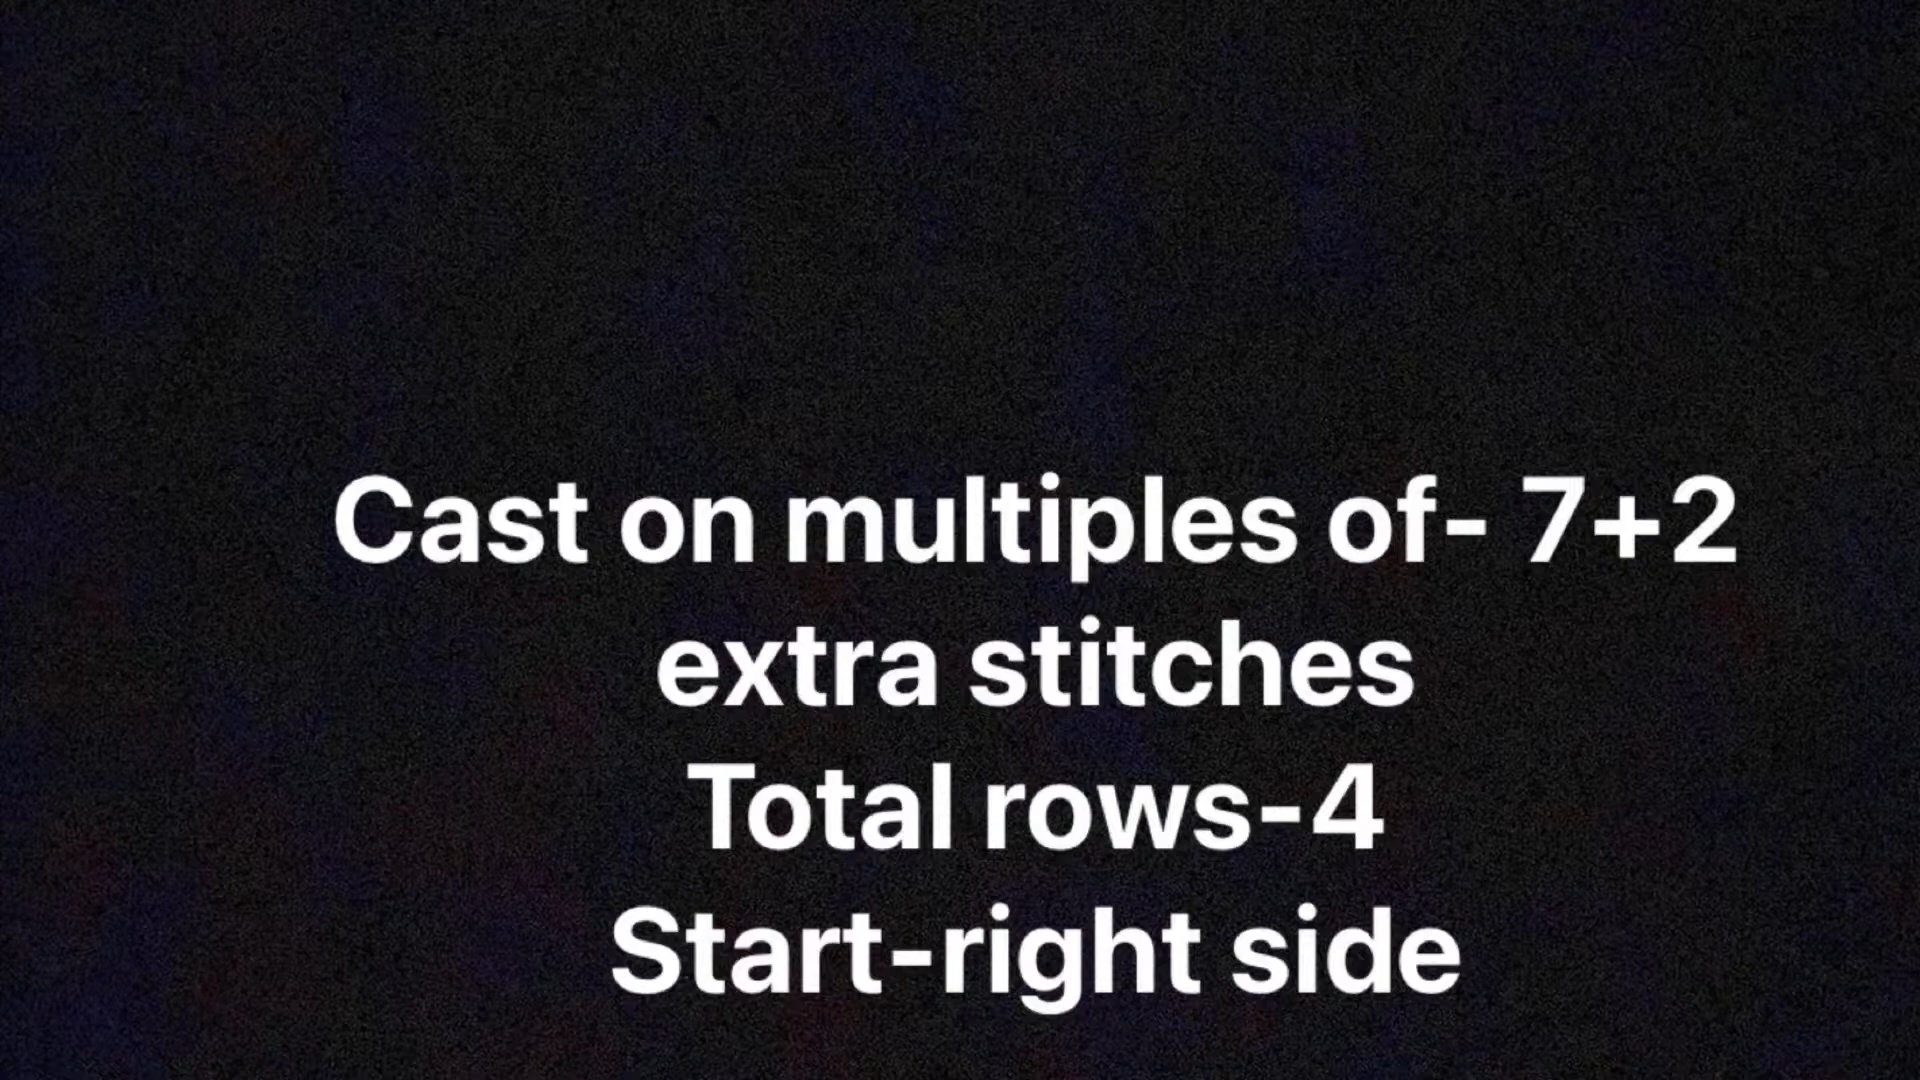 Cast on multiples of- 7+2
extra stitches
Total rows-4
Start-right side